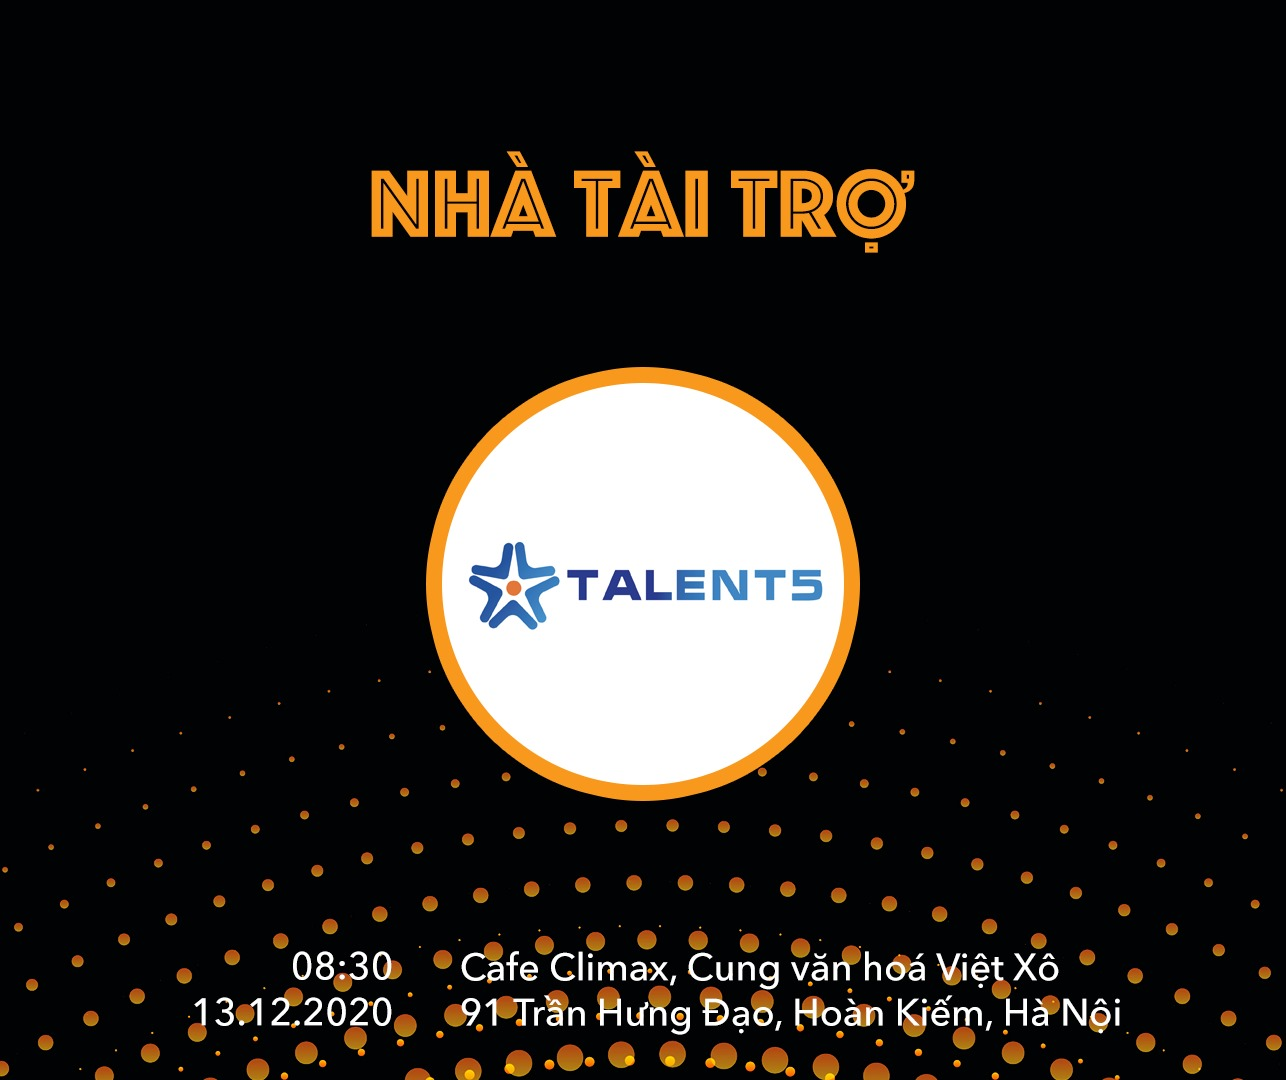 NHÀ TÀI TRỢ
TALENT5
08:30
13.12.2020
Cafe Climax, Cung văn hoá Việt Xô
91 Trần Hưng Đạo, Hoàn Kiếm, Hà Nội